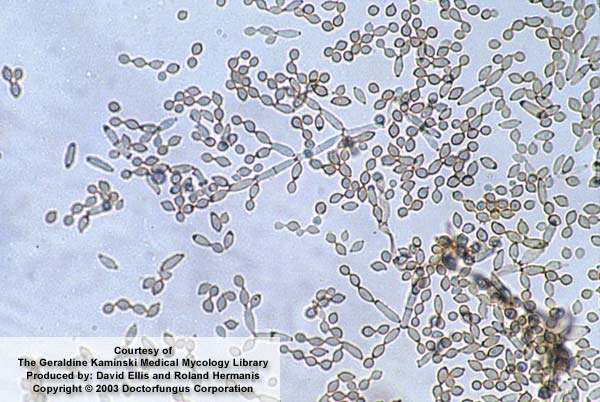 Courtesy of
The Geraldine Kaminski Medical Mycology Library
Produced by: David Ellis and Roland Hermanis
Copyright © 2003 Doctorfungus Corporation